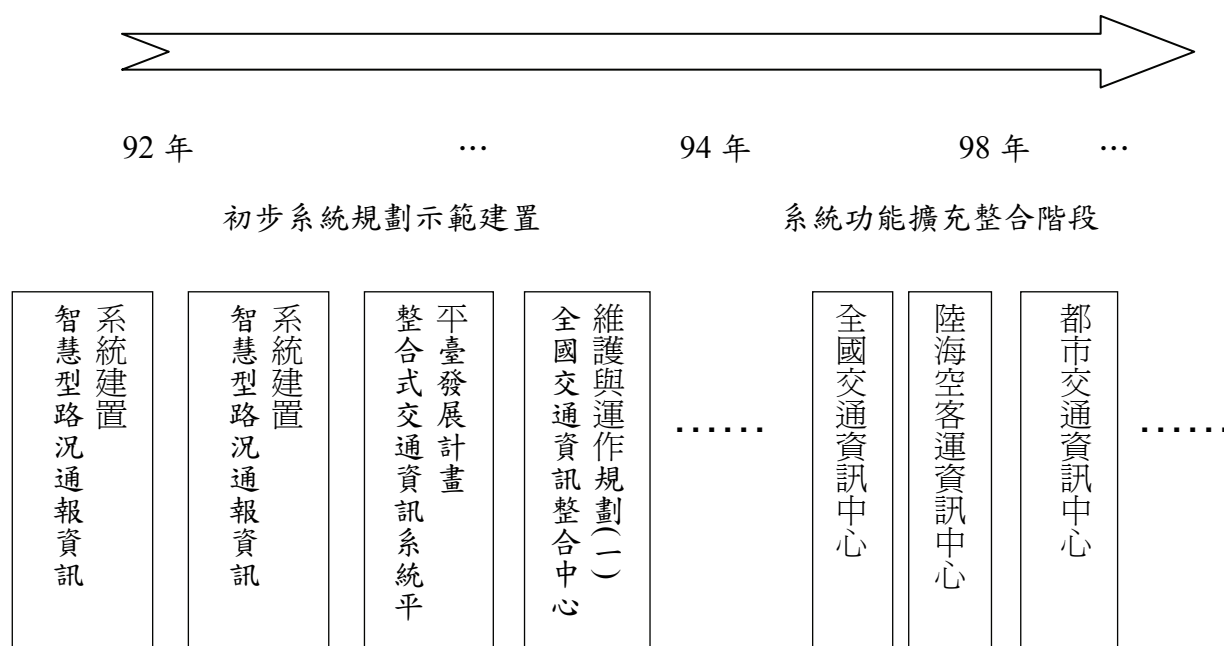 92 年
…
94 年
98 年
…
初步系統規劃示範建置
系統功能擴充整合階段
智慧型路況通報資訊
系統建置
智慧型路況通報資訊
系統建置
整合式交通資訊系統平
平臺發展計畫
全國交通資訊整合中心
維護與運作規劃(一)
……
全國交通資訊中心
陸海空客運資訊中心
都市交通資訊中心
……